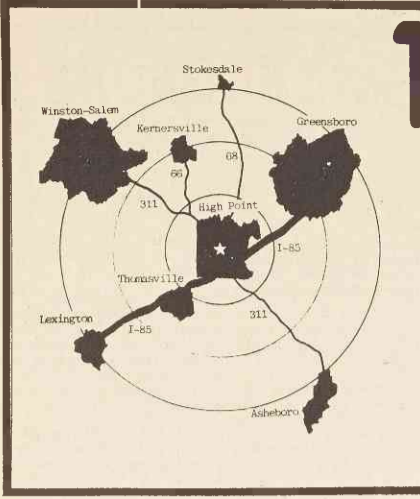 Stokesdale
Winston-Salem
Greensboro
Kernersville
68
66
311
High Point
I-85
Thomasville
311
Lexington
I-85
Asheboro